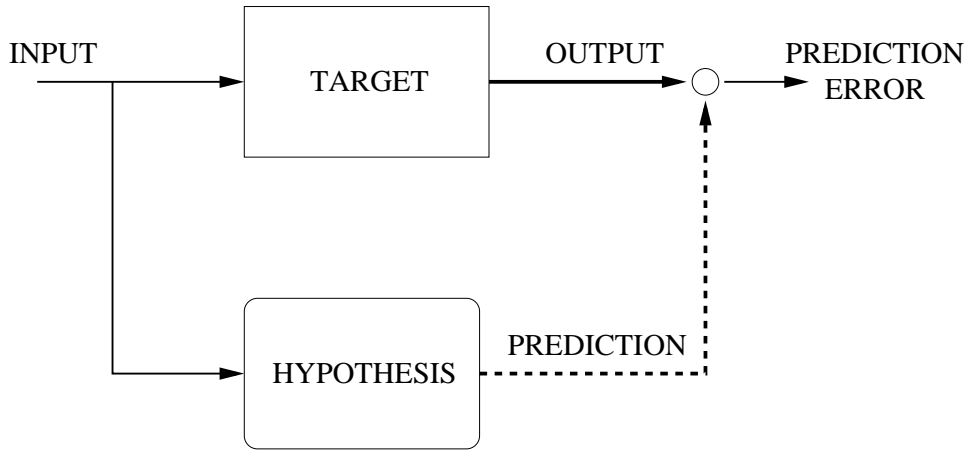 INPUT
TARGET
OUTPUT
PREDICTION
ERROR
HYPOTHESIS
PREDICTION